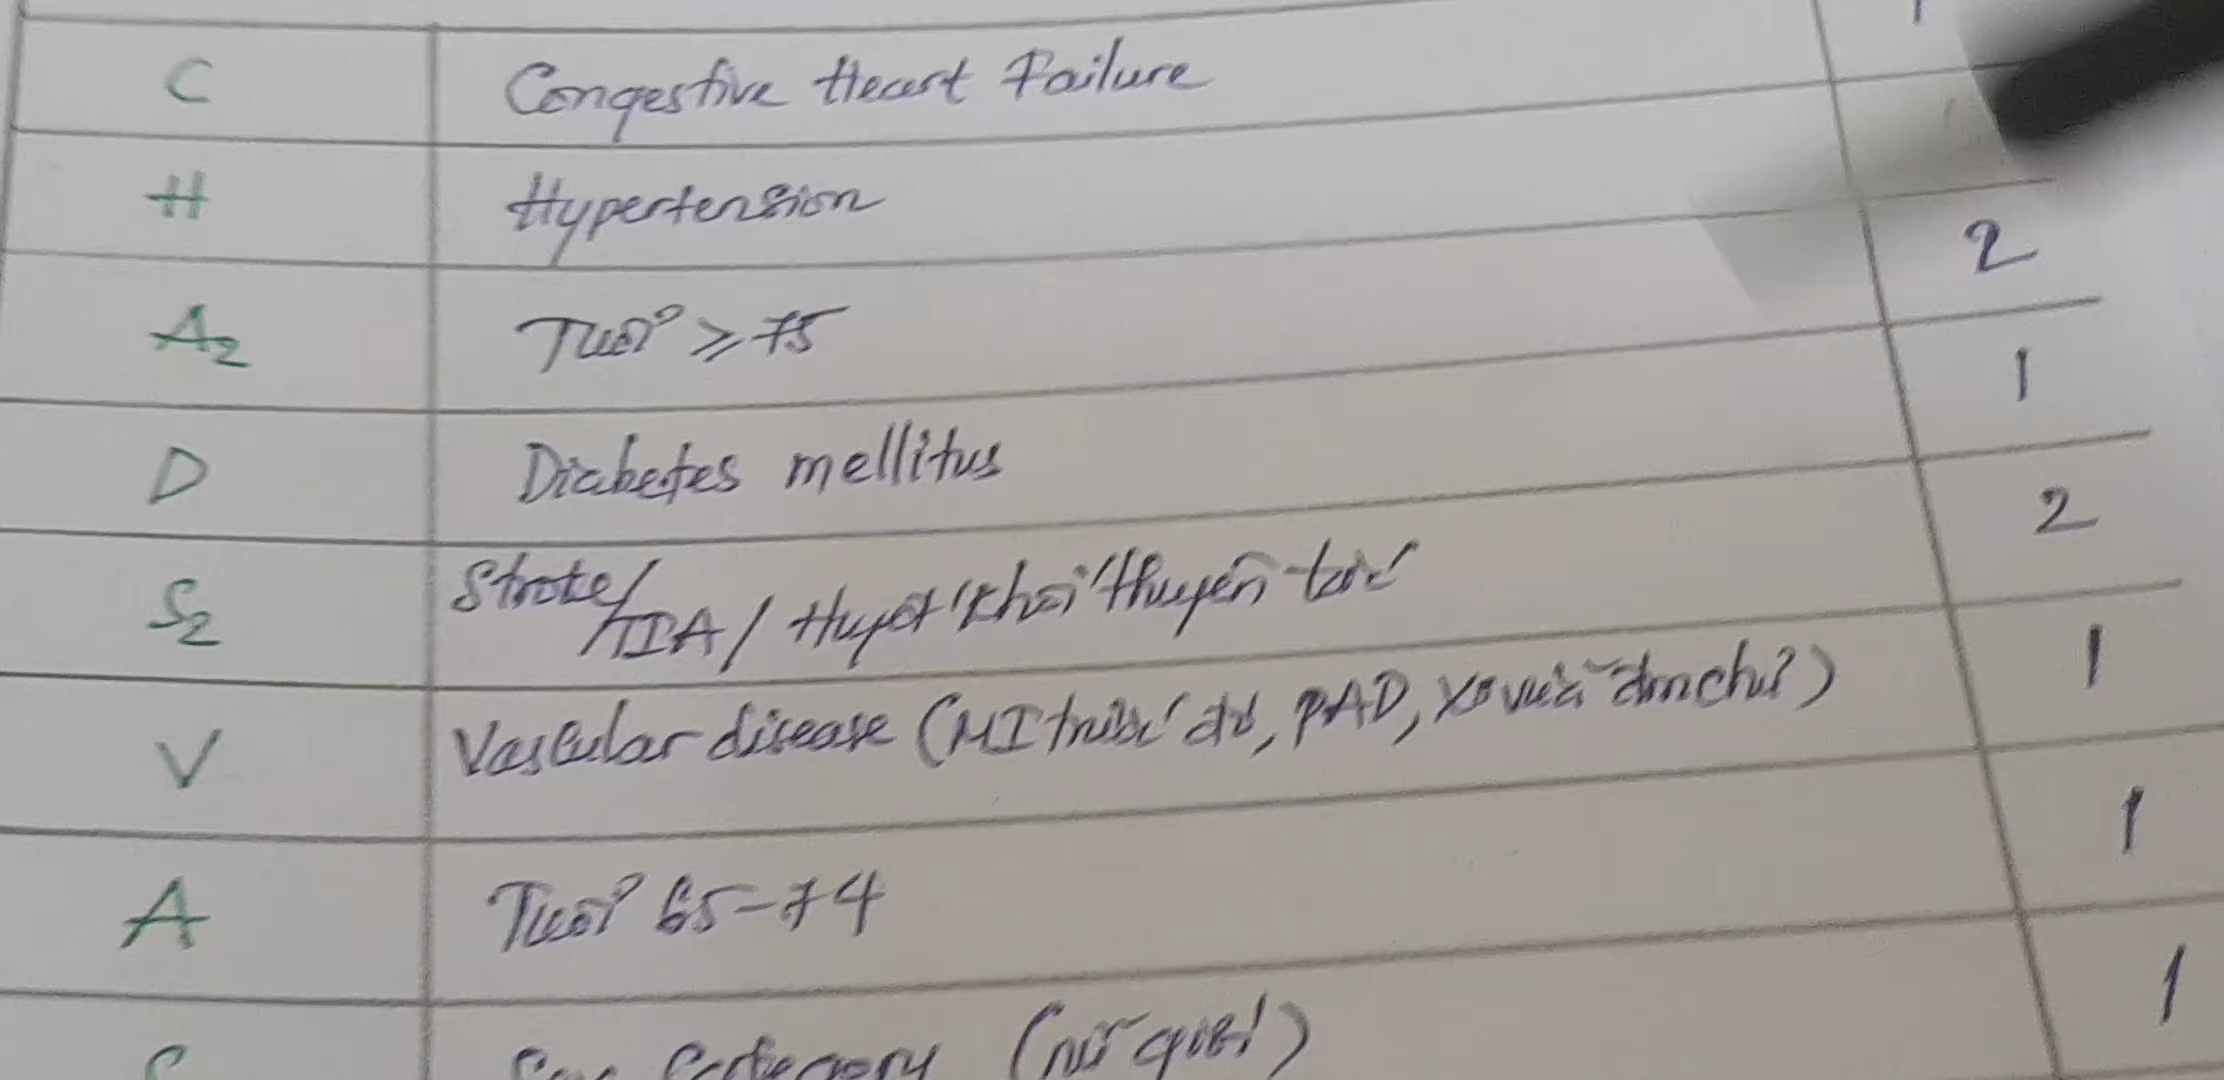 C Congestive Heart Failure 1
H Hypertension 1
A2 Tuổi ≥ 75 2
D Diabetes mellitus 1
S2 Stroke/TIA/ Huyết khối thuyên tắc 2
V Vascular disease (MI trước đó, PAD, xơ vữa đmchủ) 1
A Tuổi 65-74 1
S Sex Category (nữ giới) 1